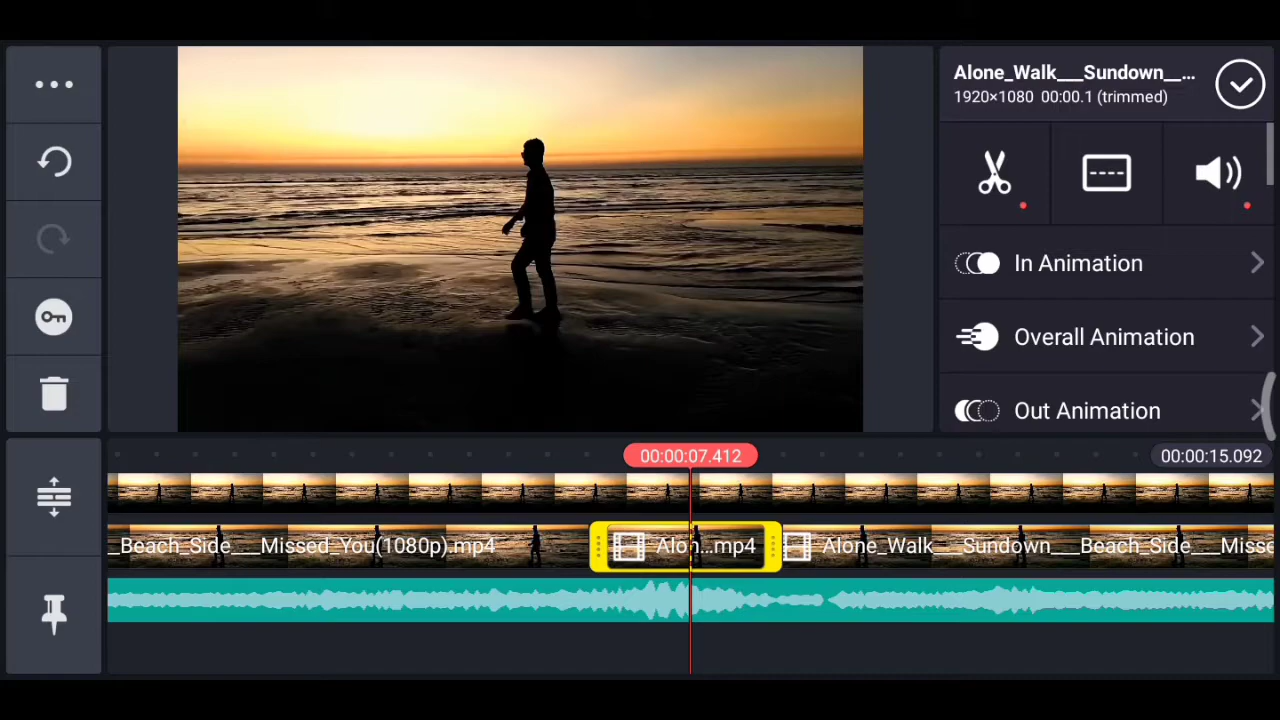 Alone_Walk___Sundown__...
1920×1080 00:00.1 (trimmed)
In Animation
Overall Animation
Out Animation
00:00:07.412
00:00:15.092
_Beach_Side___Missed_You(1080p).mp4
Alon...mp4
Alone_Walk___Sundown___Beach_Side___Misse